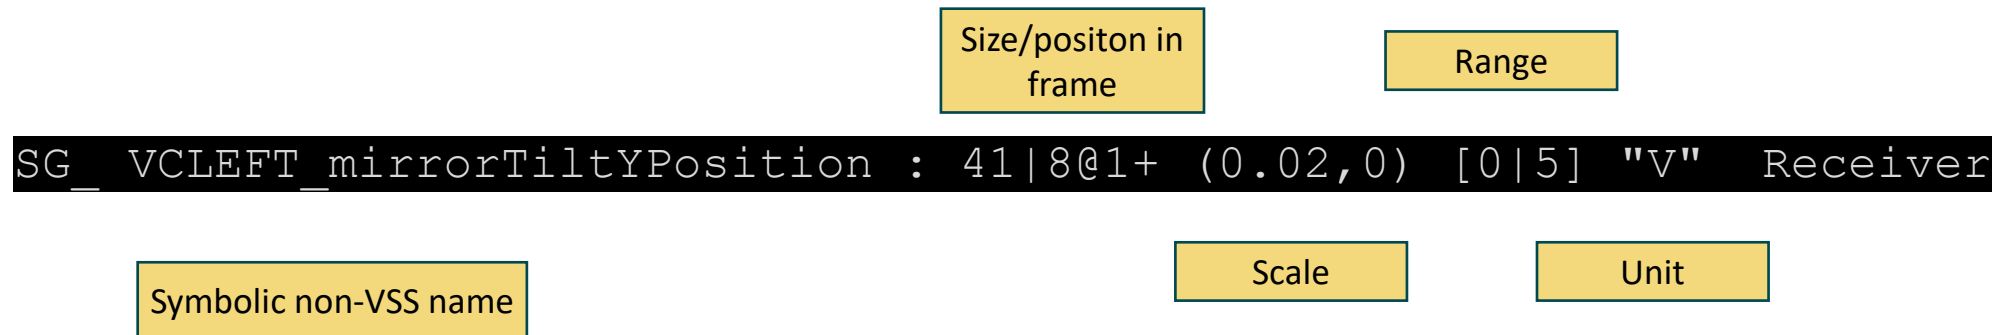 Size/positon in
frame
Range
SG_ VCLEFT_mirrorTiltYPosition : 41|8@1+ (0.02,0) [0|5] "V" Receiver
Scale
Unit
Symbolic non-VSS name